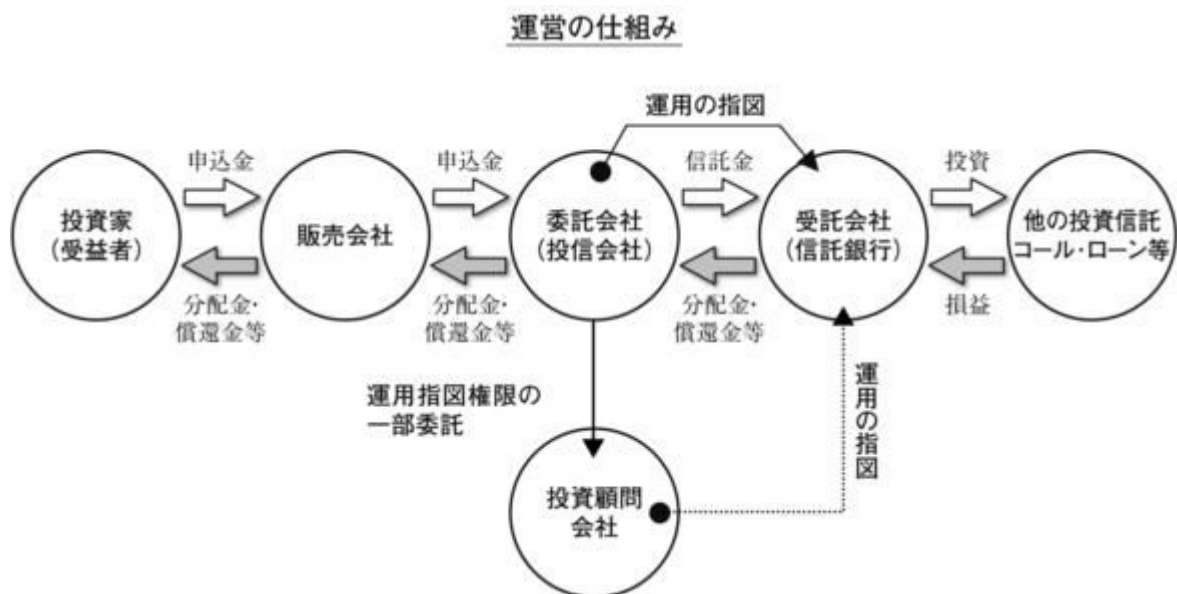 運営の仕組み
運用の指図
申込金
申込金
信託金
投資
投資家
(受益者)
販売会社
委託会社
(投信会社)
受託会社
(信託銀行)
他の投資信託
コール・ローン等
分配金・
償還金等
分配金・
償還金等
分配金・
償還金等
損益
運用指図権限の
一部委託
運用の指図
投資顧問
会社